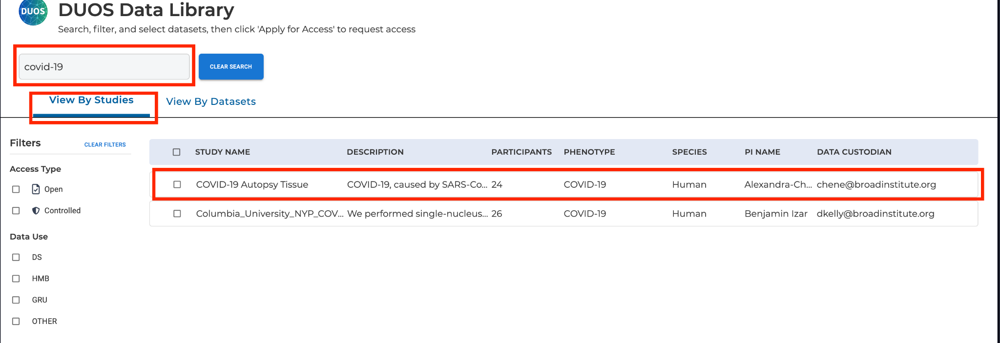 DUOS
DUOS Data Library
Search, filter, and select datasets, then click 'Apply for Access' to request access
covid-19
CLEAR SEARCH
View By Studies
View By Datasets
Filters
CLEAR FILTERS
Access Type
Open
Controlled
Data Use
DS
HMB
GRU
OTHER
STUDY NAME DESCRIPTION PARTICIPANTS PHENOTYPE SPECIES PI NAME DATA CUSTODIAN
COVID-19 Autopsy Tissue COVID-19, caused by SARS-Co... 24 COVID-19 Human Alexandra-Ch... chene@broadinstitute.org
Columbia_University_NYP_COV... We performed single-nucleus... 26 COVID-19 Human Benjamin Izar dkelly@broadinstitute.org